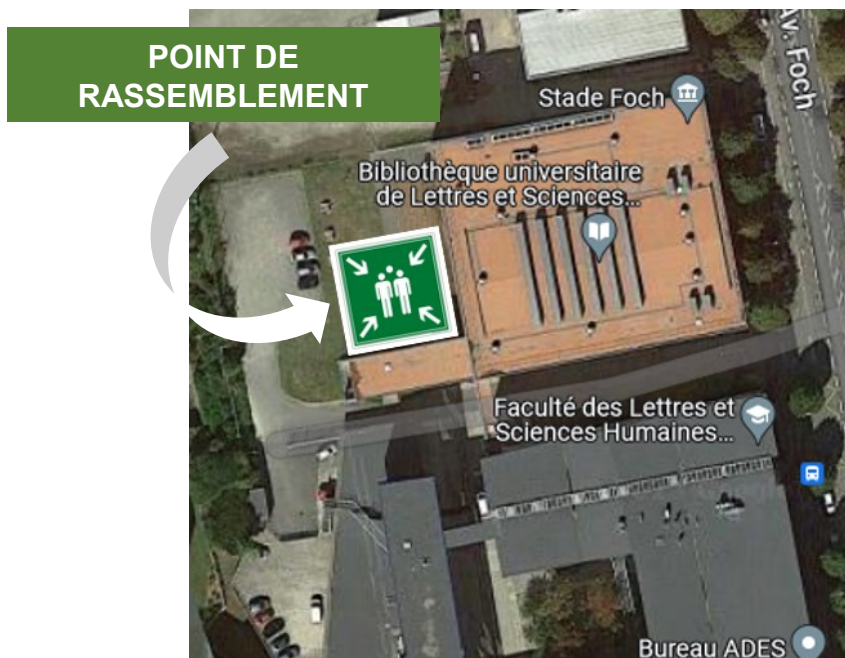 POINT DE
RASSEMBLEMENT
Av. Foch
Stade Foch
Bibliothèque universitaire
de Lettres et Sciences...
Faculté des Lettres et
Sciences Humaines...
Bureau ADES